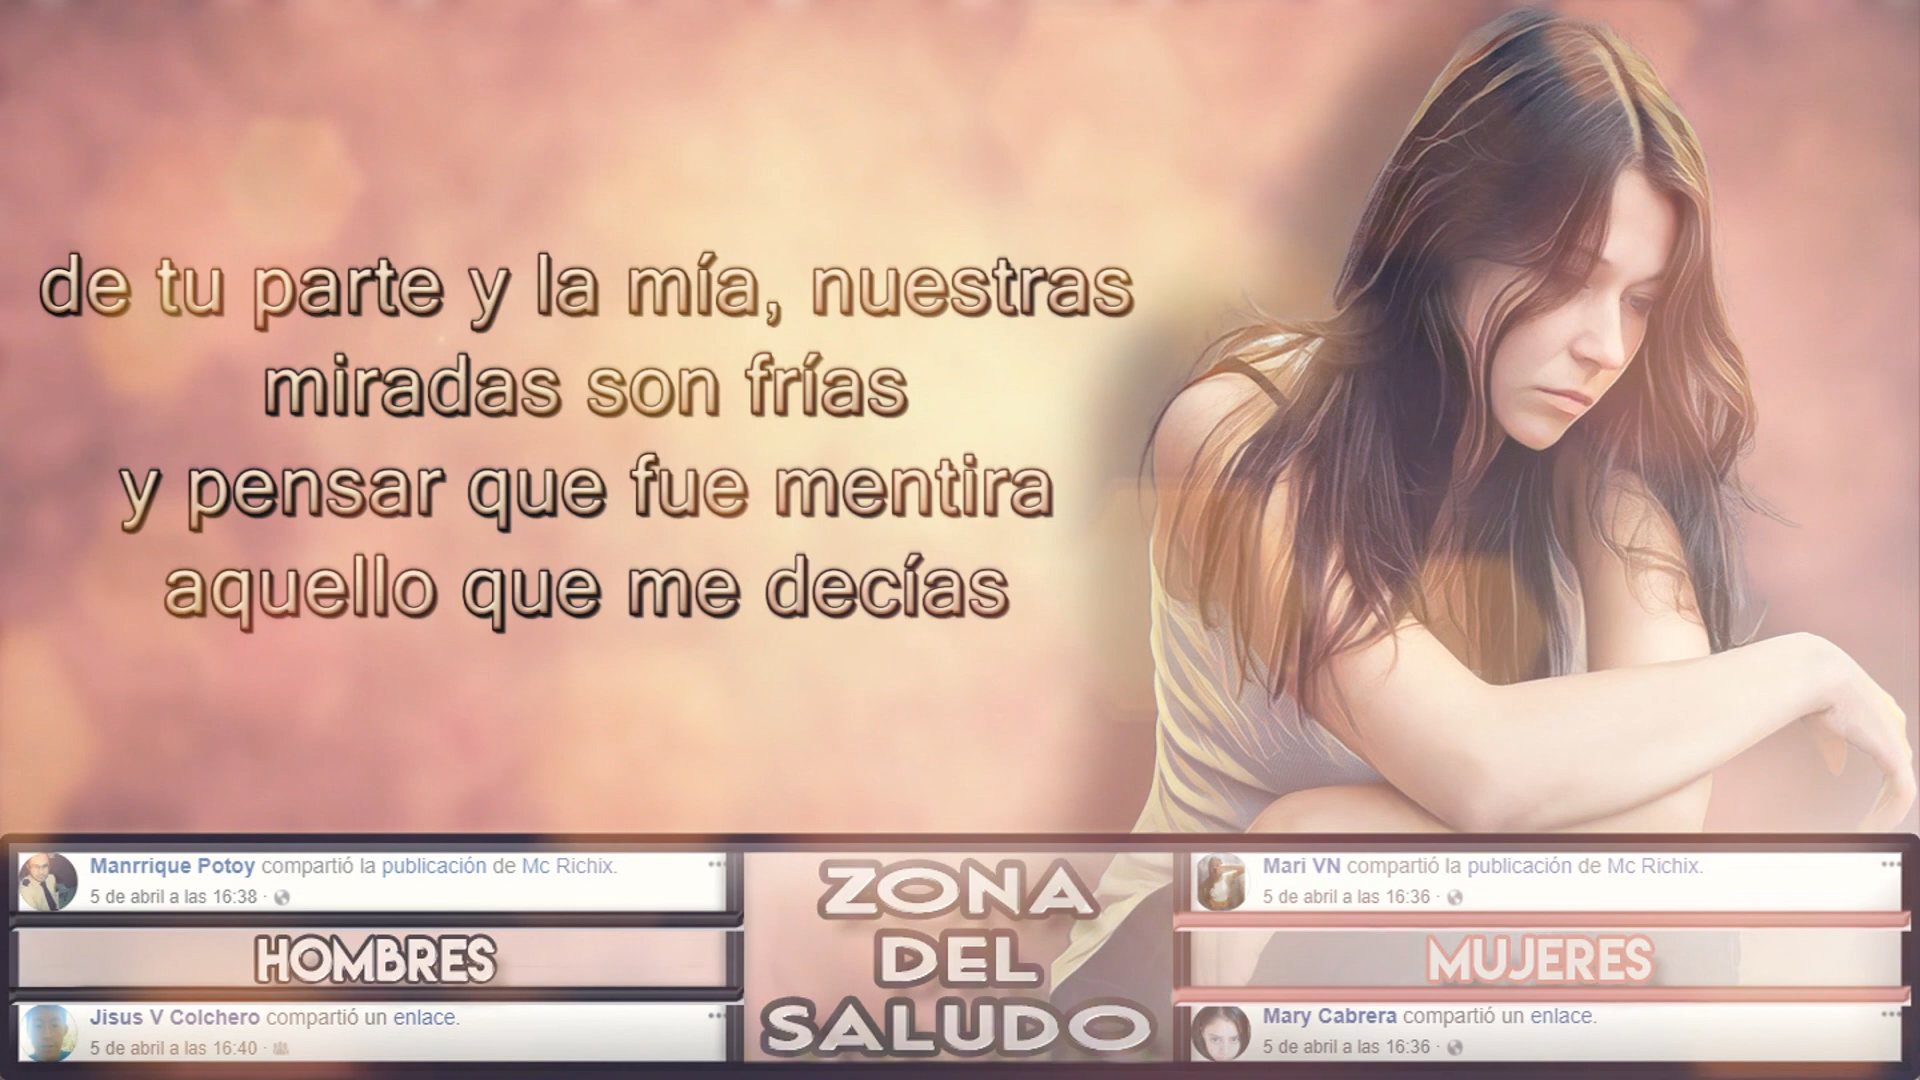 de tu parte y la mía, nuestras
miradas son frías
y pensar que fue mentira
aquello que me decías
Manrrique Potoy compartió la publicación de Mc Richix.
5 de abril a las 16:38 ·
HOMBRES
Jisus V Colchero compartió un enlace.
5 de abril a las 16:40 ·
ZONA
DEL
SALUDO
Mari VN compartió la publicación de Mc Richix.
5 de abril a las 16:36 ·
MUJERES
Mary Cabrera compartió un enlace.
5 de abril a las 16:36 ·